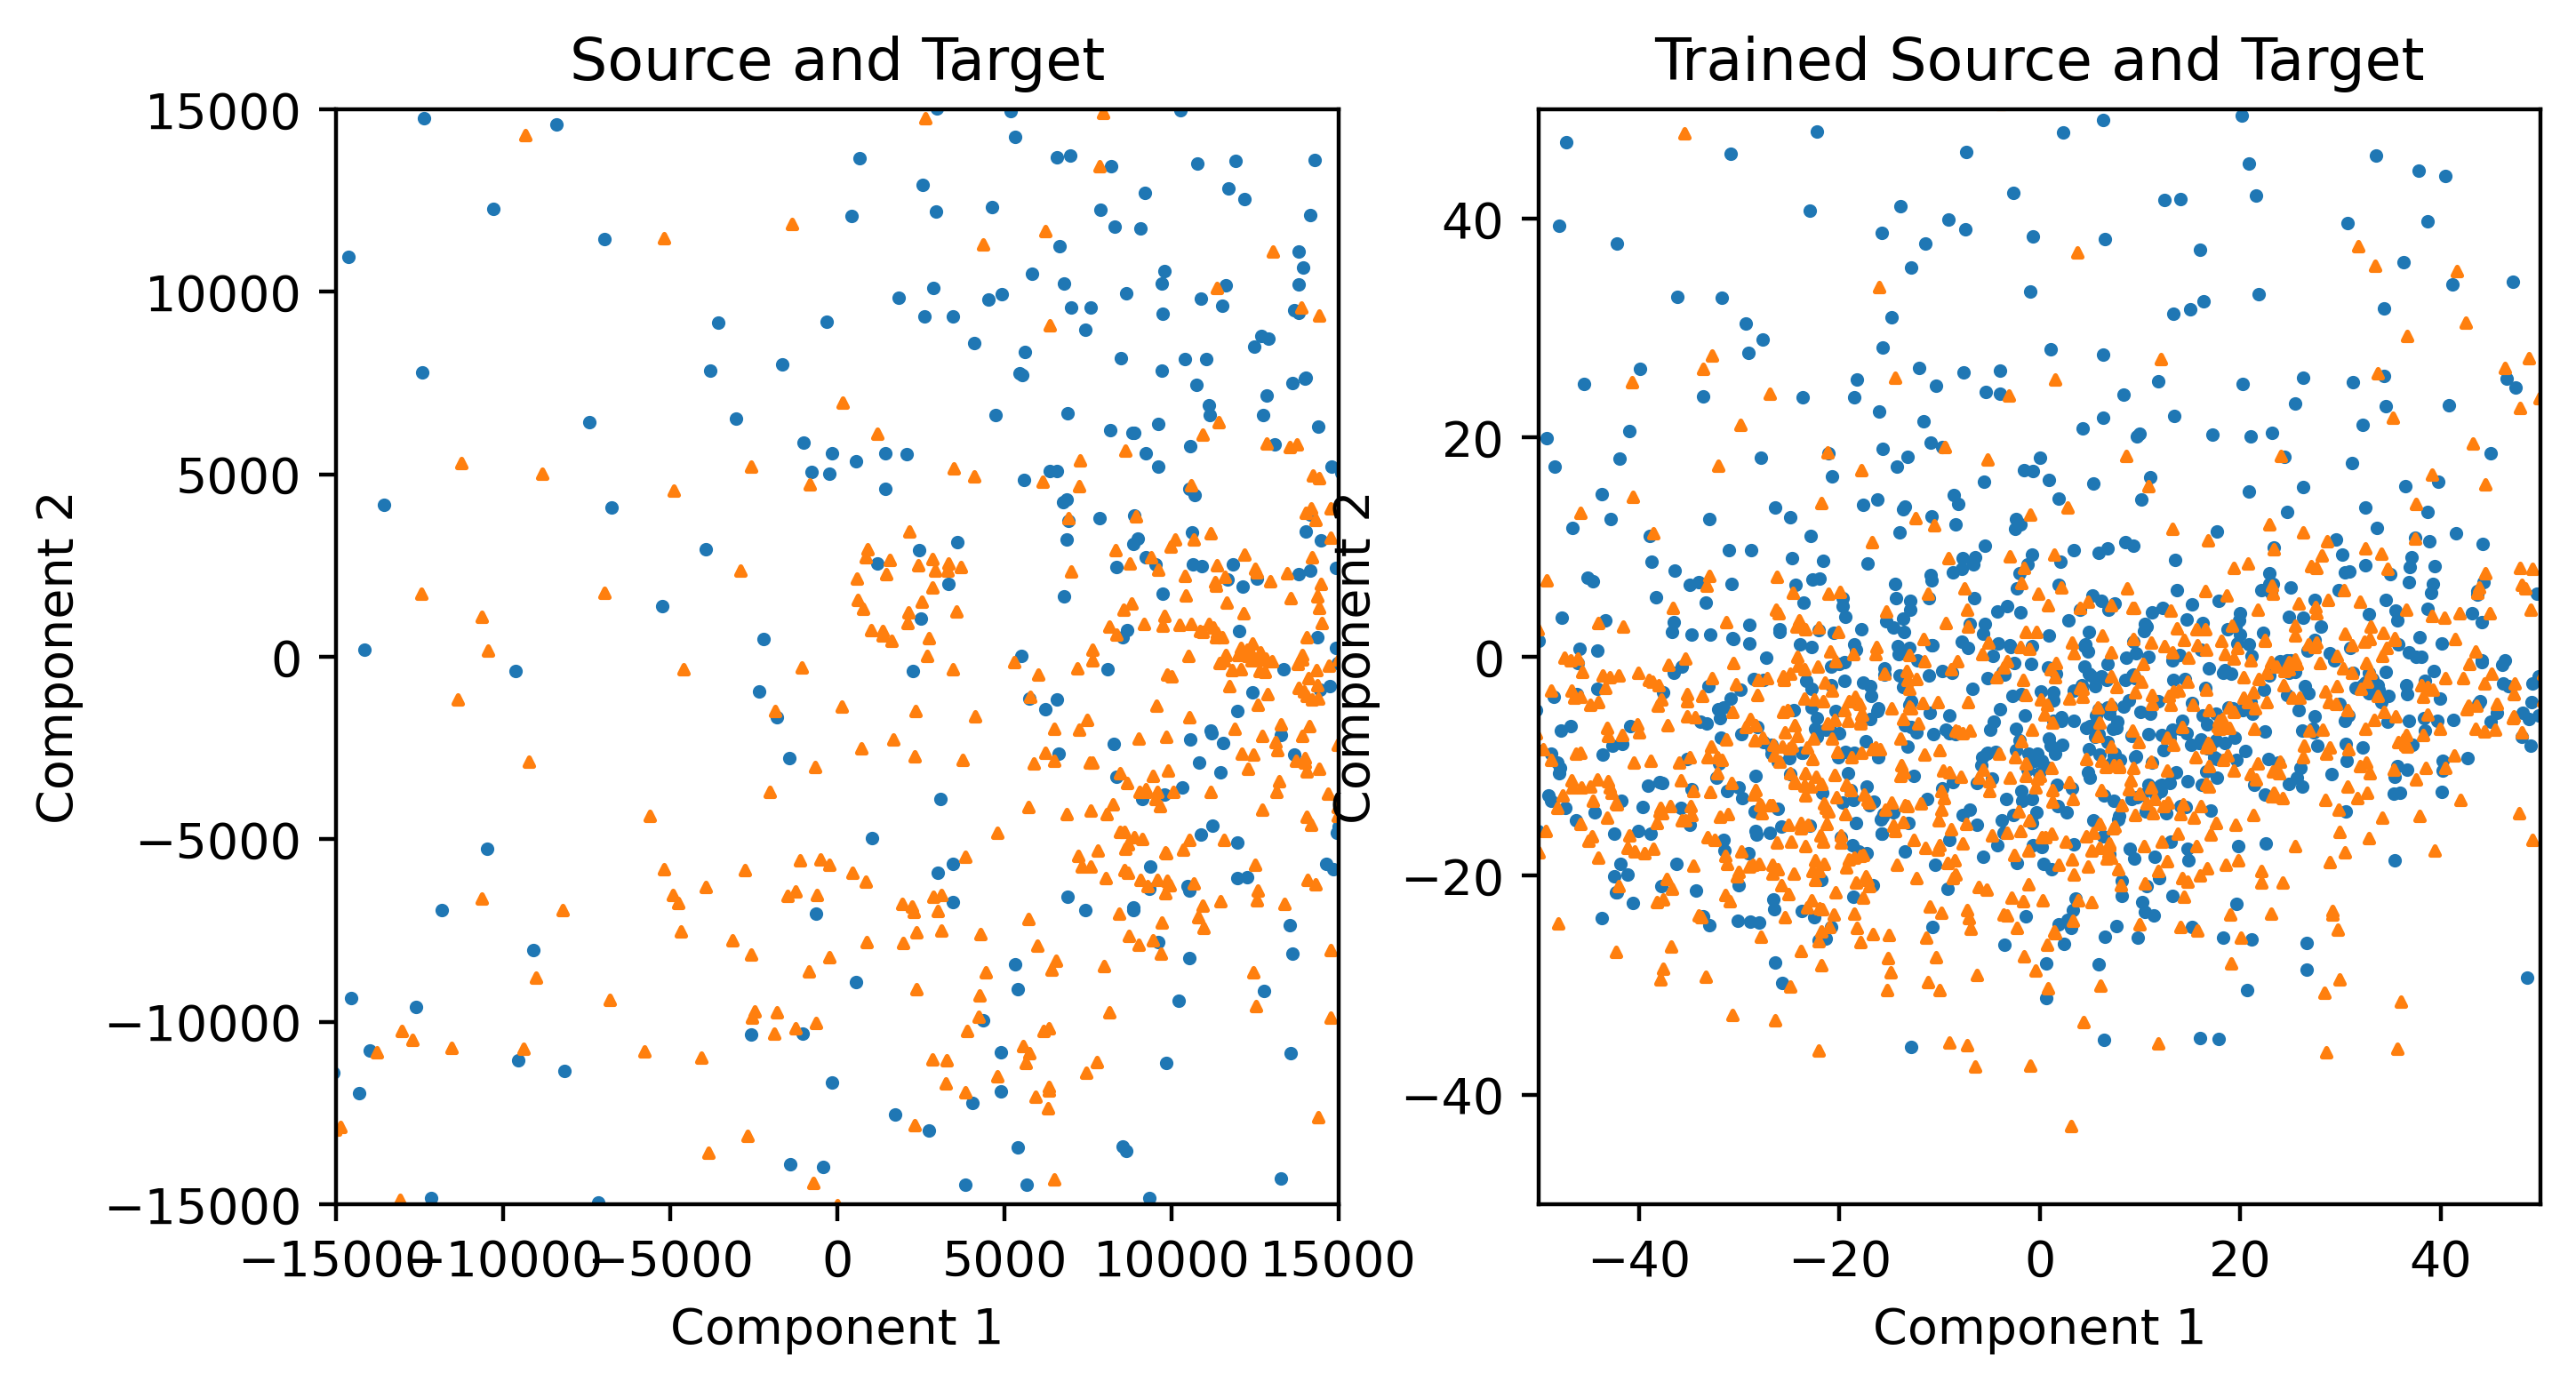 Source and Target
15000
10000
5000
0
−5000
−10000
−15000
Component 2
−15000 −10000 −5000 0 5000 10000 15000
Component 1
Trained Source and Target
40
20
0
−20
−40
Component 2
−40 −20 0 20 40
Component 1